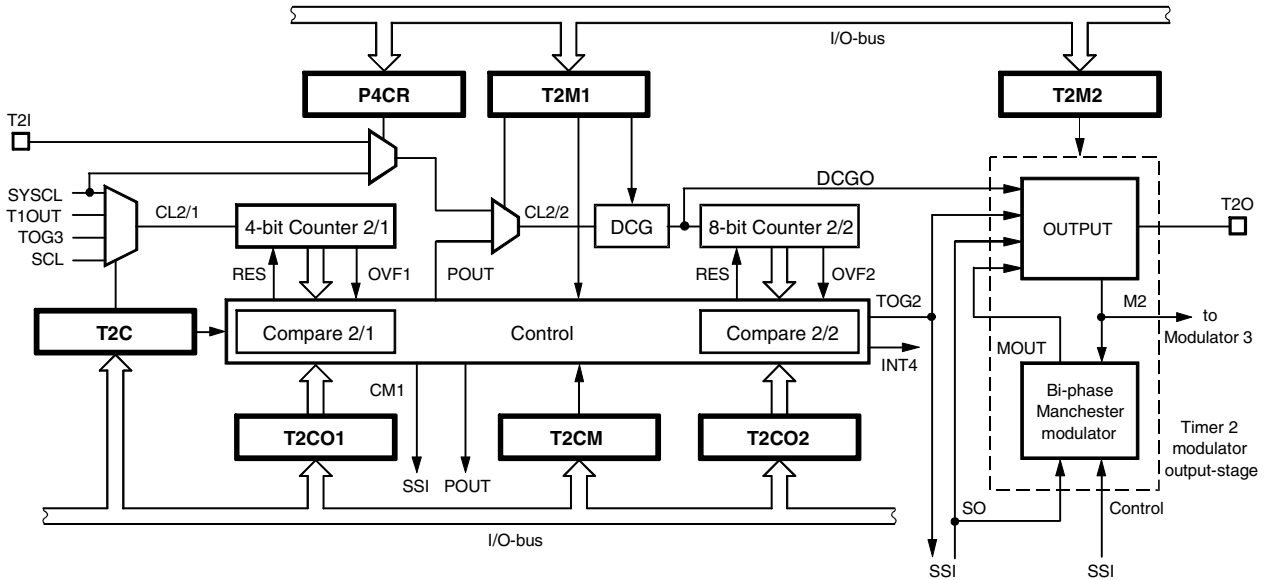 I/O-bus
P4CR
T2M1
T2M2
T2I
SYSCL
T1OUT
TOG3
SCL
CL2/1
4-bit Counter 2/1
CL2/2
DCG
8-bit Counter 2/2
DCGO
OUTPUT
T2O
RES
OVF1
POUT
RES
OVF2
TOG2
T2C
Compare 2/1
Control
Compare 2/2
INT4
M2
to
Modulator 3
MOUT
Bi-phase
Manchester
modulator
Timer 2
modulator
output-stage
CM1
T2CO1
T2CM
T2CO2
SSI
POUT
SO
Control
I/O-bus
SSI
SSI